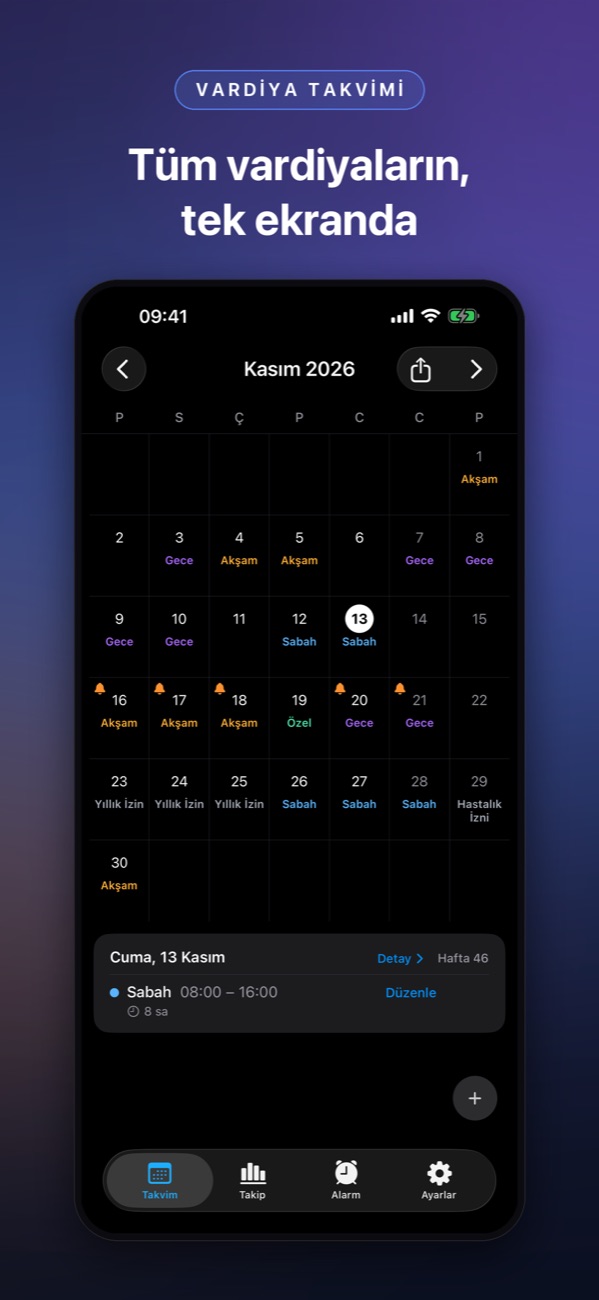 VARDİYA TAKVİMİ
Tüm vardiyaların,
tek ekranda
09:41
Kasım 2026
P S Ç P C C P
1
Akşam
2 3 4 5 6 7 8
Gece Akşam Akşam Gece Gece
9 10 11 12 13 14 15
Gece Gece Sabah Sabah
16 17 18 19 20 21 22
Akşam Akşam Akşam Özel Gece Gece
23 24 25 26 27 28 29
Yıllık İzin Yıllık İzin Yıllık İzin Sabah Sabah Sabah Hastalık
İzni
30
Akşam
Cuma, 13 Kasım Detay Hafta 46
Sabah 08:00 – 16:00 Düzenle
8 sa
Takvim Takip Alarm Ayarlar